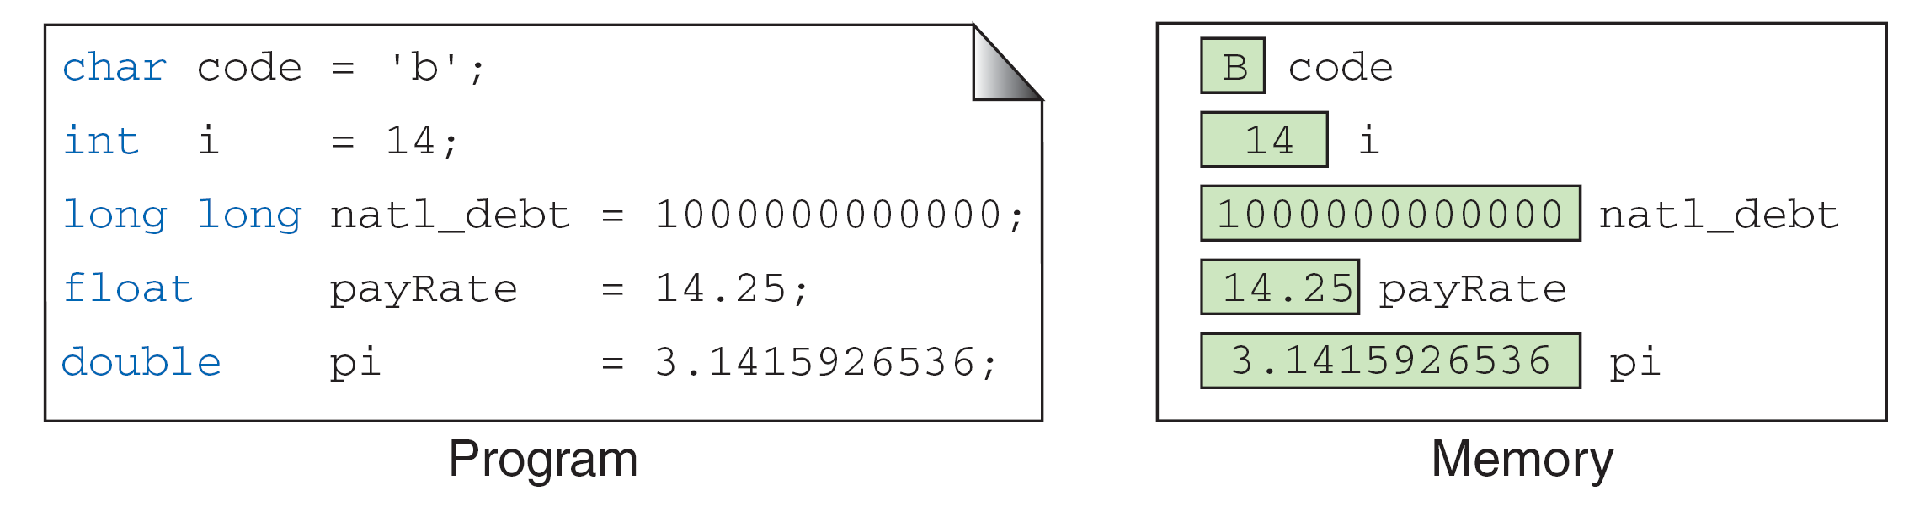 char code = 'b';
int i = 14;
long long natl_debt = 1000000000000;
float payRate = 14.25;
double pi = 3.1415926536;
Program
B code
14 i
1000000000000 natl_debt
14.25 payRate
3.1415926536 pi
Memory